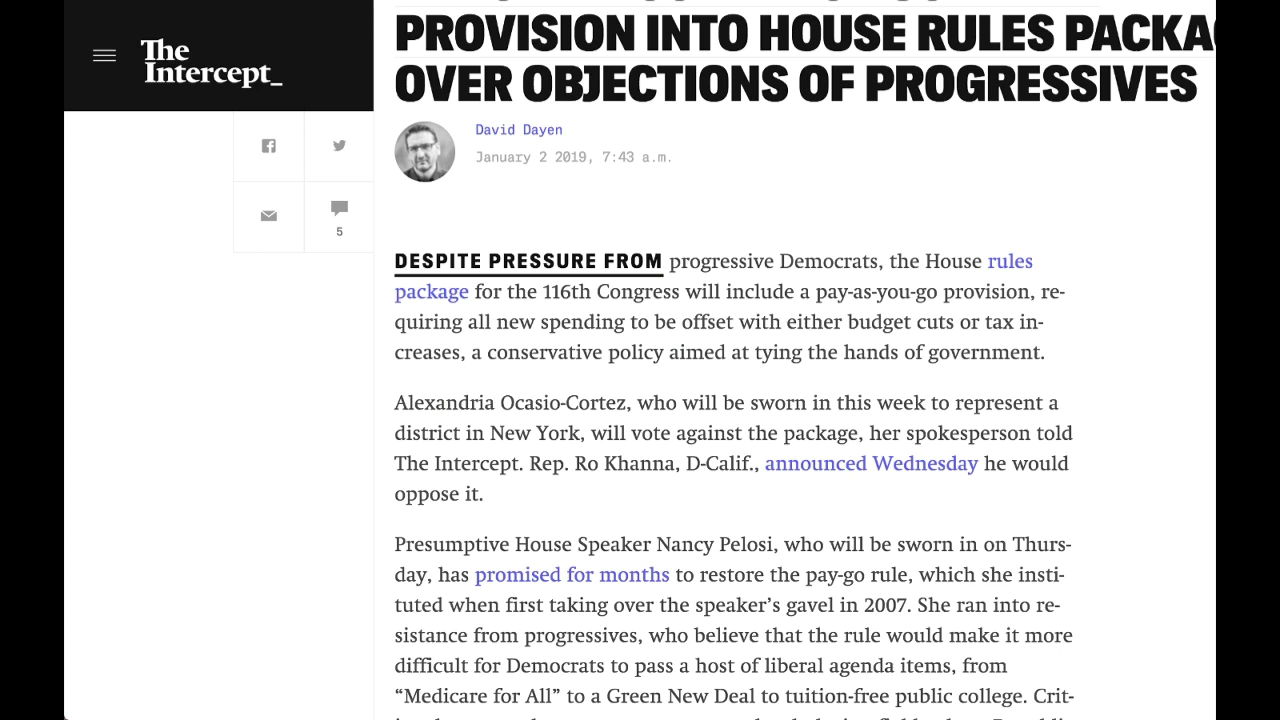 The
Intercept_
PROVISION INTO HOUSE RULES
OVER OBJECTIONS OF PROGRESSIVES
David Dayen
January 2 2019, 7:43 a.m.
5
DESPITE PRESSURE FROM progressive Democrats, the House rules
package for the 116th Congress will include a pay-as-you-go provision, re-
quiring all new spending to be offset with either budget cuts or tax in-
creases, a conservative policy aimed at tying the hands of government.
Alexandria Ocasio-Cortez, who will be sworn in this week to represent a
district in New York, will vote against the package, her spokesperson told
The Intercept. Rep. Ro Khanna, D-Calif., announced Wednesday he would
oppose it.
Presumptive House Speaker Nancy Pelosi, who will be sworn in on Thurs-
day, has promised for months to restore the pay-go rule, which she insti-
tuted when first taking over the speaker’s gavel in 2007. She ran into re-
sistance from progressives, who believe that the rule would make it more
difficult for Democrats to pass a host of liberal agenda items, from
“Medicare for All” to a Green New Deal to tuition-free public college. Crit-